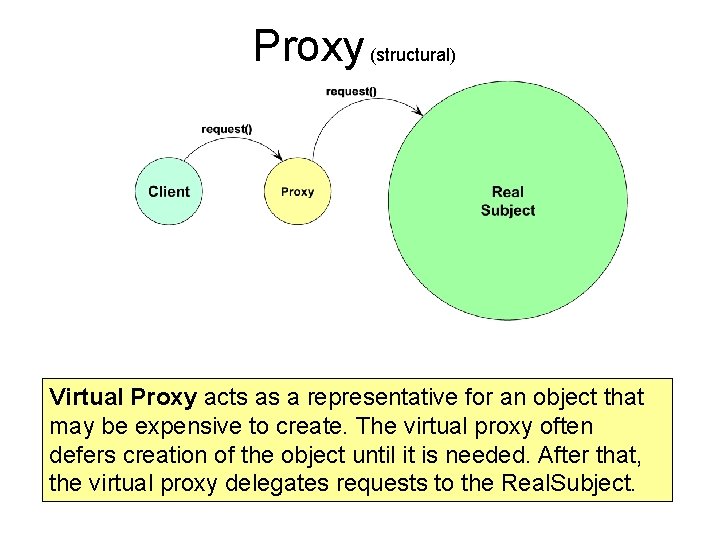 Proxy (structural)
request()
request()
Client
Proxy
Real
Subject
Virtual Proxy acts as a representative for an object that
may be expensive to create. The virtual proxy often
defers creation of the object until it is needed. After that,
the virtual proxy delegates requests to the Real.Subject.